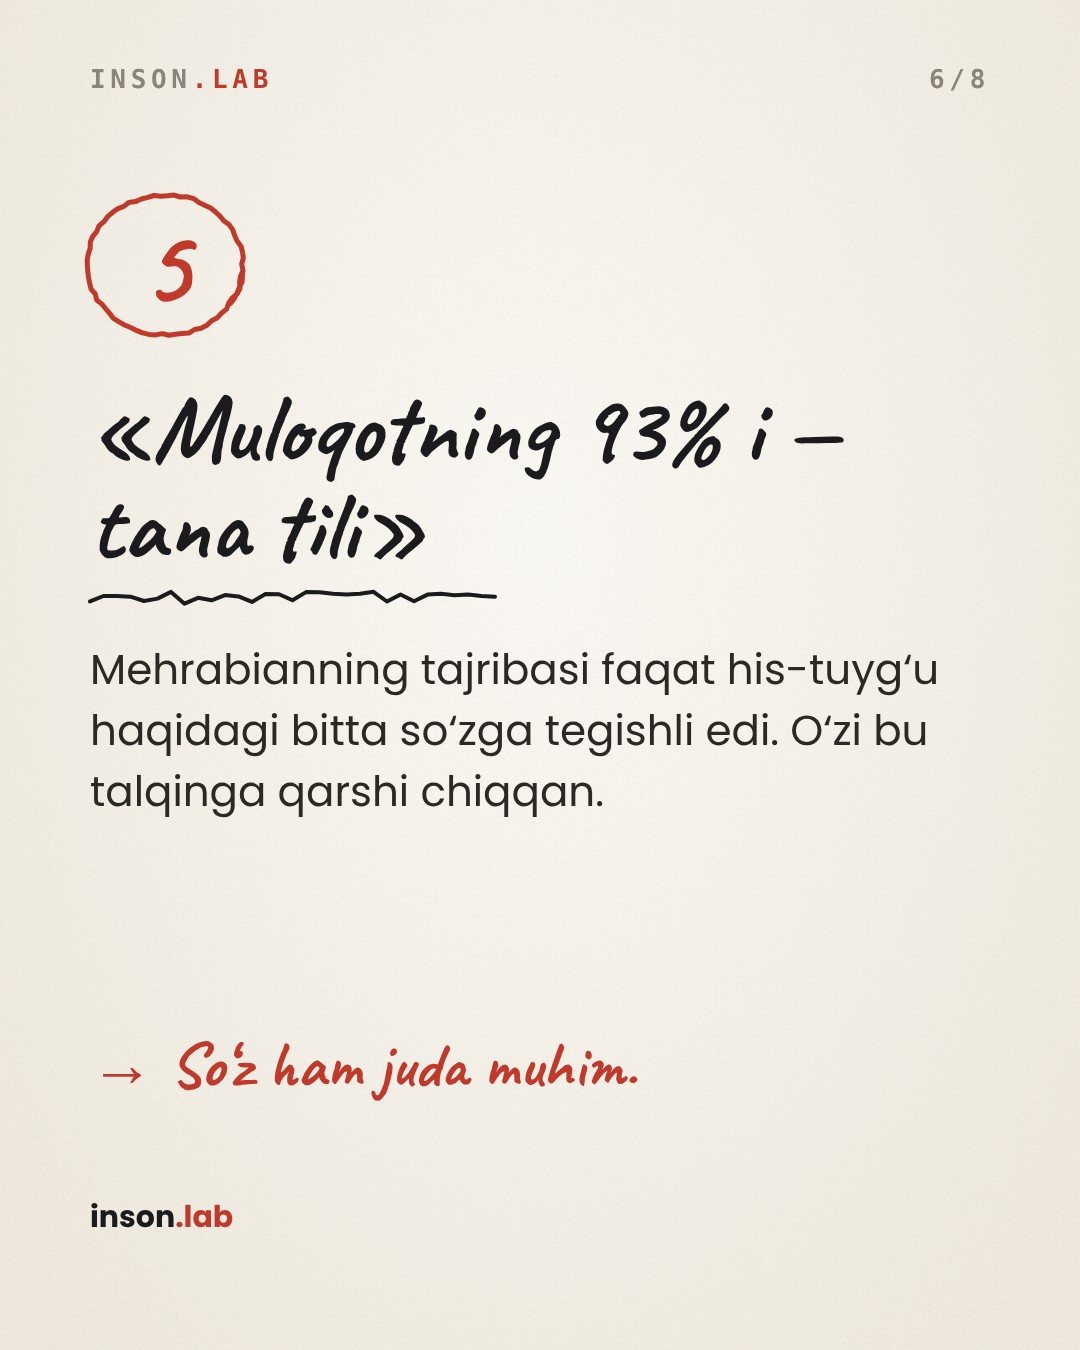 INSON.LAB
6/8
5
«Muloqotning 93% i –
tana tili»
Mehrabianning tajribasi faqat his-tuyg‘u
haqidagi bitta so‘zga tegishli edi. O‘zi bu
talqinga qarshi chiqqan.
→ So‘z ham juda muhim.
inson.lab